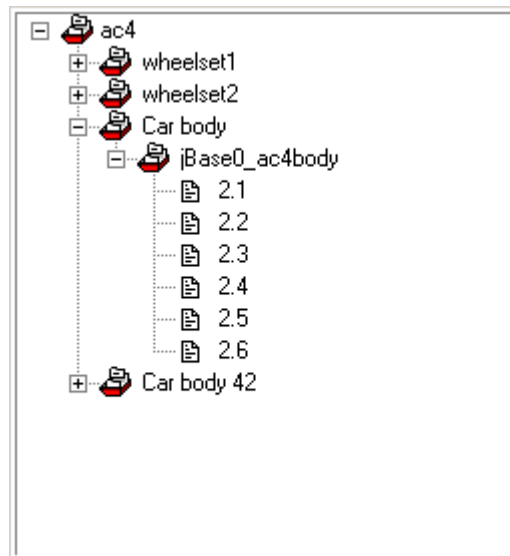 ac4
wheelset1
wheelset2
Car body
jBase0_ac4body
2.1
2.2
2.3
2.4
2.5
2.6
Car body 42